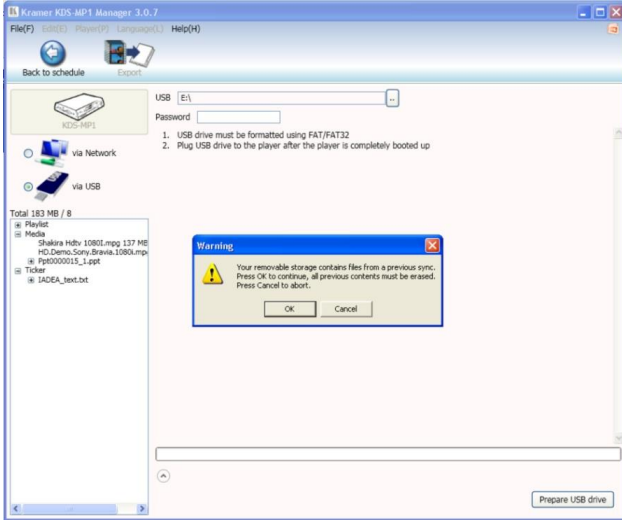 Kramer KDS-MP1 Manager 3.0.7
File(F) Edit(E) Player(P) Language(L) Help(H)
Back to schedule Export
KDS-MP1
via Network
via USB
Total 183 MB / 8
Playlist
Media
Shakira Hdtv 1080I.mpg 137 MB
HD.Demo.Sony.Bravia.1080i.mp
Ppt0000015_1.ppt
Ticker
IADEA_text.txt
USB E:\ ..
Password
1. USB drive must be formatted using FAT/FAT32
2. Plug USB drive to the player after the player is completely booted up
Warning
Your removable storage contains files from a previous sync.
Press OK to continue, all previous contents must be erased.
Press Cancel to abort.
OK Cancel
Prepare USB drive